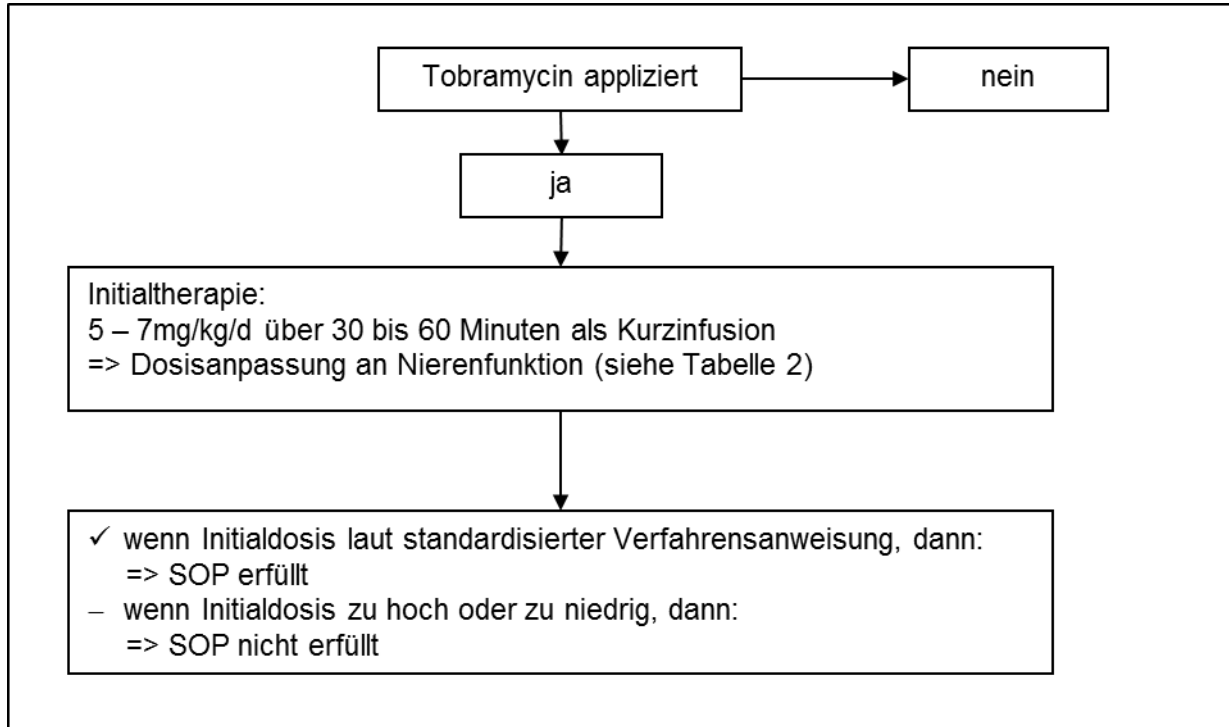 Tobramycin appliziert
nein
ja
Initialtherapie:
5 – 7mg/kg/d über 30 bis 60 Minuten als Kurzinfusion
=> Dosisanpassung an Nierenfunktion (siehe Tabelle 2)
✓ wenn Initialdosis laut standardisierter Verfahrensanweisung, dann:
=> SOP erfüllt
– wenn Initialdosis zu hoch oder zu niedrig, dann:
=> SOP nicht erfüllt